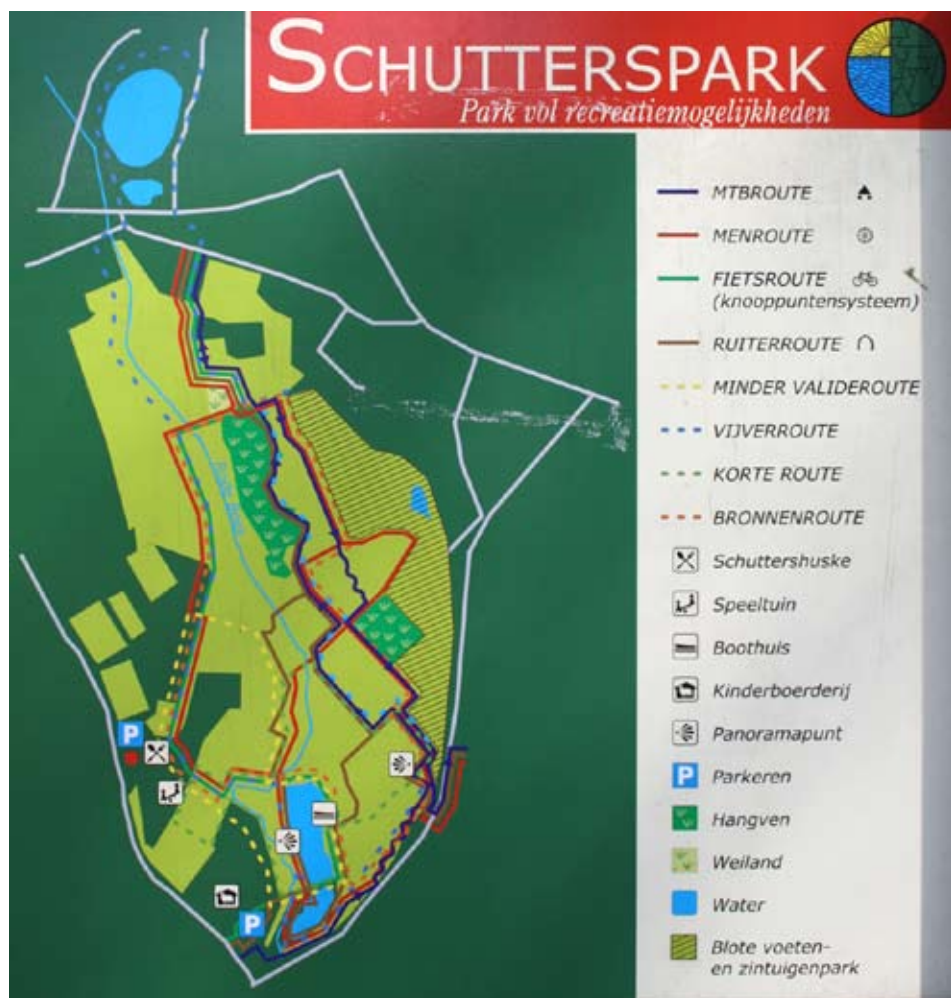 SCHUTTERSPARK
Park vol recreatiemogelijkheden
MTBROUTE
MENROUTE
FIETSROUTE
(knooppuntensysteem)
RUITERROUTE
MINDER VALIDEROUTE
VIJVERROUTE
KORTE ROUTE
BRONNENROUTE
Schuttershuske
Speeltuin
Boothuis
Kinderboerderij
Panoramapunt
P Parkeren
Hangven
Weiland
Water
Blote voeten-
en zintuigenpark
P
P